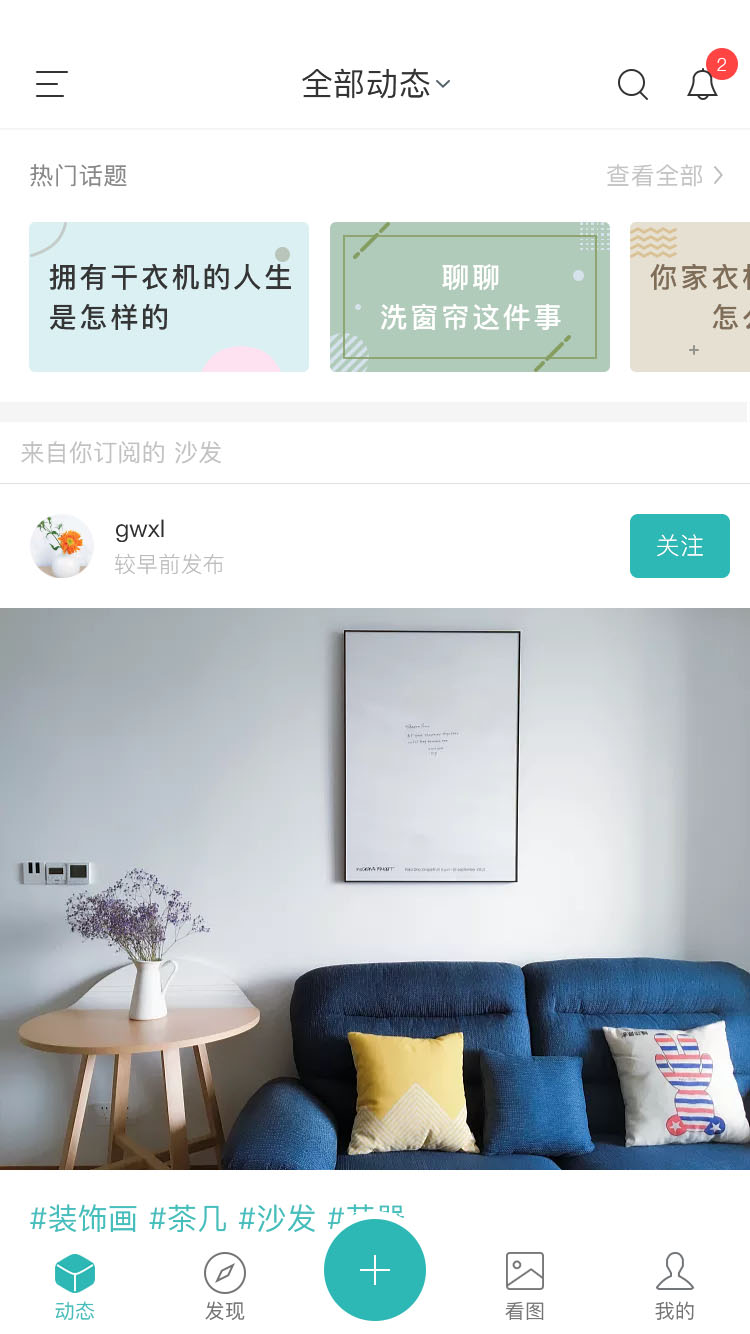 全部动态
2
热门话题
查看全部
拥有干衣机的人生
是怎样的
聊聊
洗窗帘这件事
你家衣
怎
来自你订阅的 沙发
gwxl
较早前发布
关注
#装饰画 #茶几 #沙发
动态
发现
看图
我的